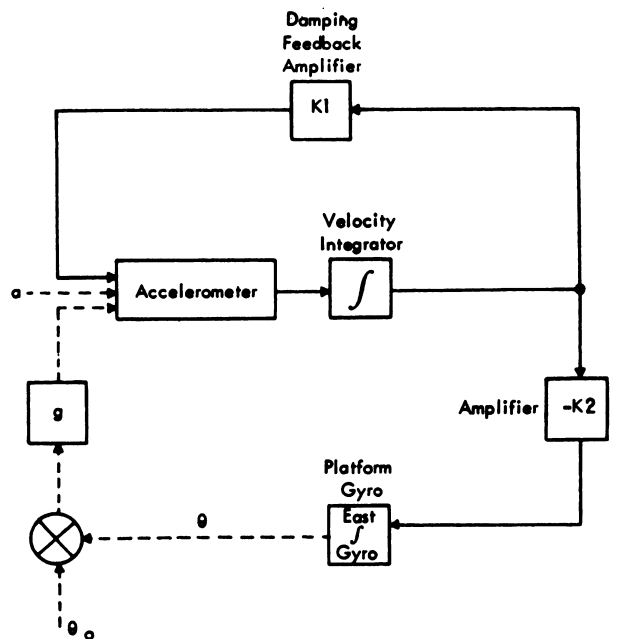 Damping
Feedback
Amplifier
K1
Velocity
Integrator
a
Accelerometer
∫
g
Amplifier
-K2
Platform
Gyro
East
∫
Gyro
θ
θ o